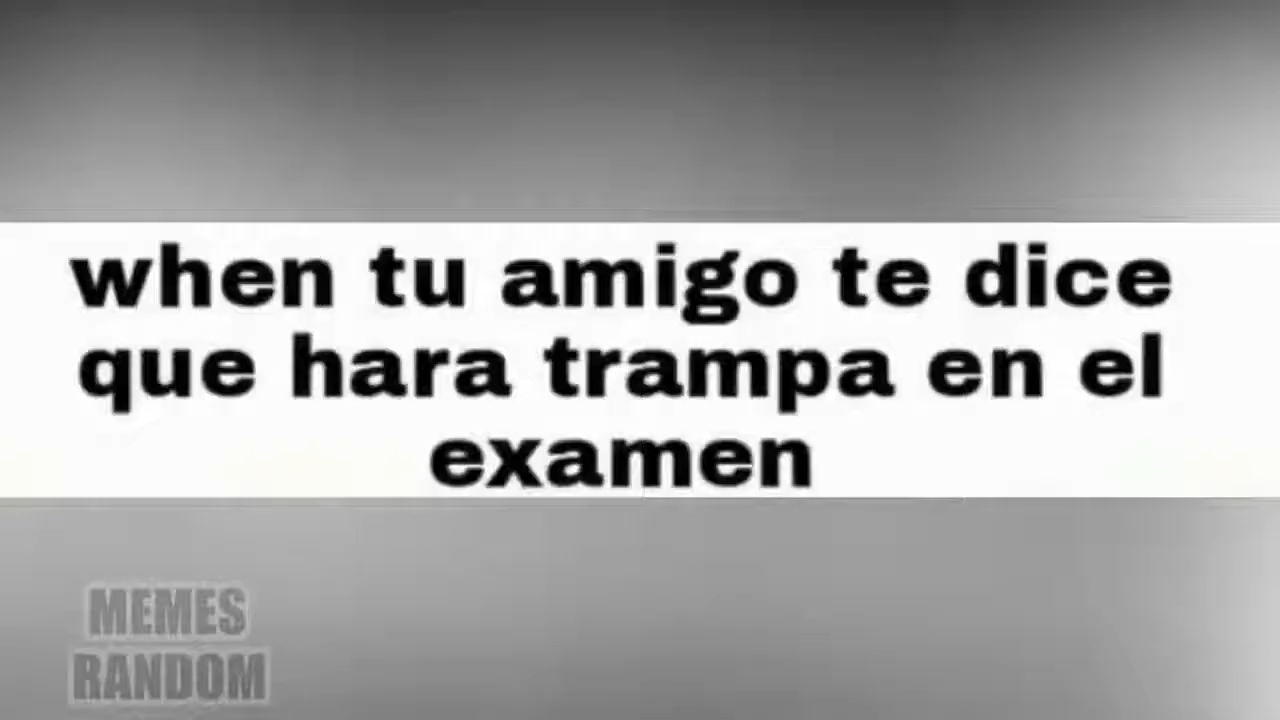 when tu amigo te dice
que hara trampa en el
examen
MEMES
RANDOM